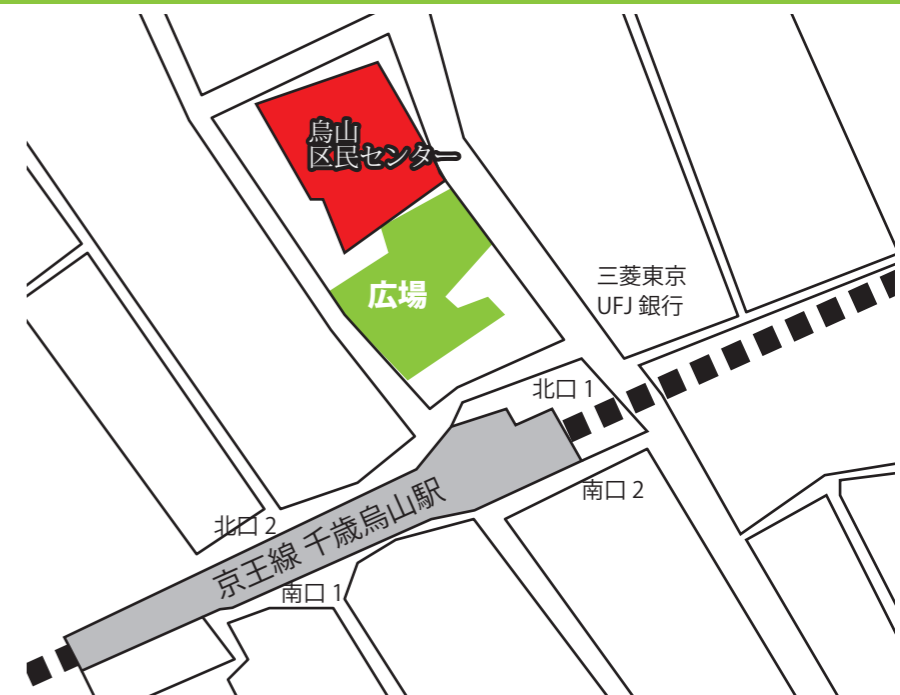 烏山
区民センター
広場
三菱東京
UFJ 銀行
北口 1
南口 2
北口 2
京王線 千歳烏山駅
南口 1